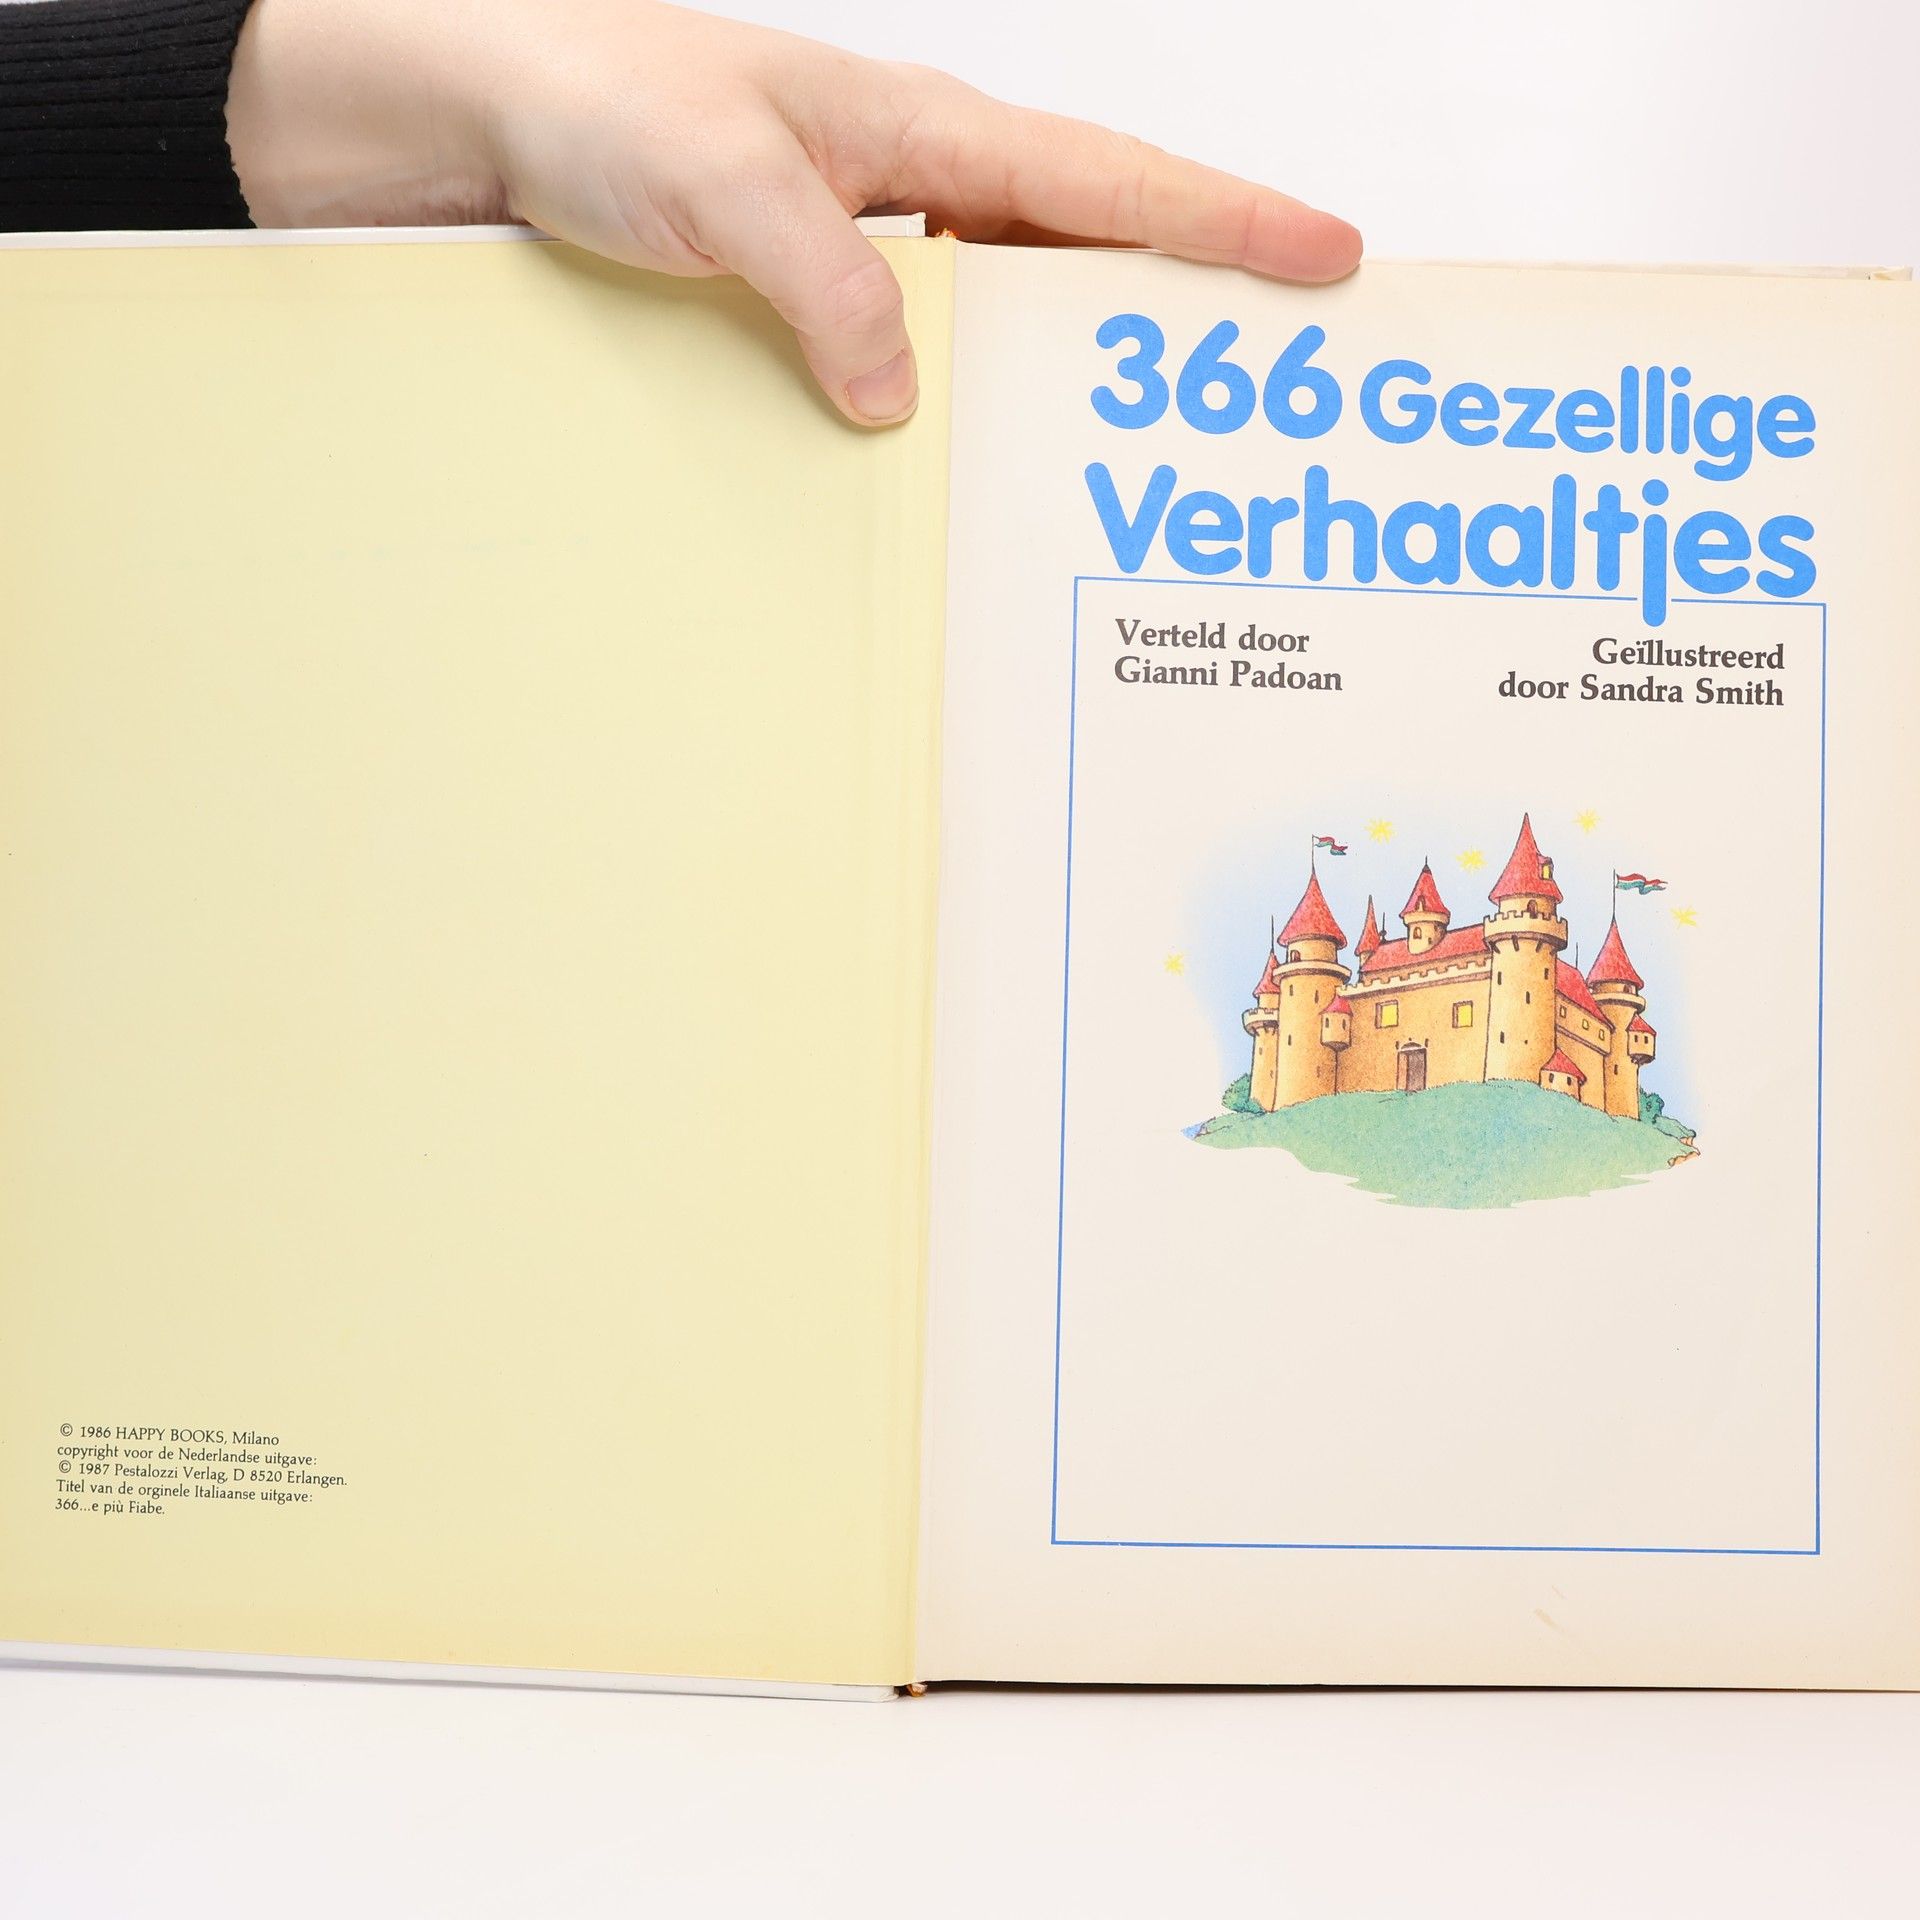 © 1986 HAPPY BOOKS, Milano
copyright voor de Nederlandse uitgave:
© 1987 Pestalozzi Verlag, D 8520 Erlangen.
Titel van de orginele Italiaanse uitgave:
366...e più Fiabe.
366 Gezellige
Verhaaltjes
Verteld door
Gianni Padoan
Geïllustreerd
door Sandra Smith